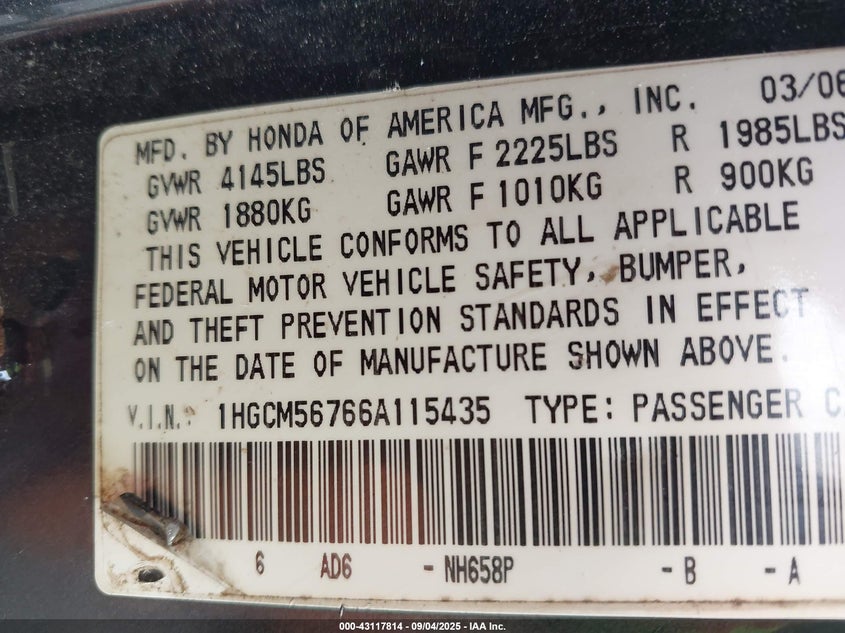 MFD. BY HONDA OF AMERICA MFG., INC. 03/06
GVWR 4145LBS GAWR F 2225LBS R 1985LBS
GVWR 1880KG GAWR F 1010KG R 900KG
THIS VEHICLE CONFORMS TO ALL APPLICABLE
FEDERAL MOTOR VEHICLE SAFETY, BUMPER,
AND THEFT PREVENTION STANDARDS IN EFFECT
ON THE DATE OF MANUFACTURE SHOWN ABOVE.
V.I.N.: 1HGCM56766A115435 TYPE: PASSENGER
6 AD6 - NH658P - B - A
000-43117814 - 09/04/2025 - IAA Inc.